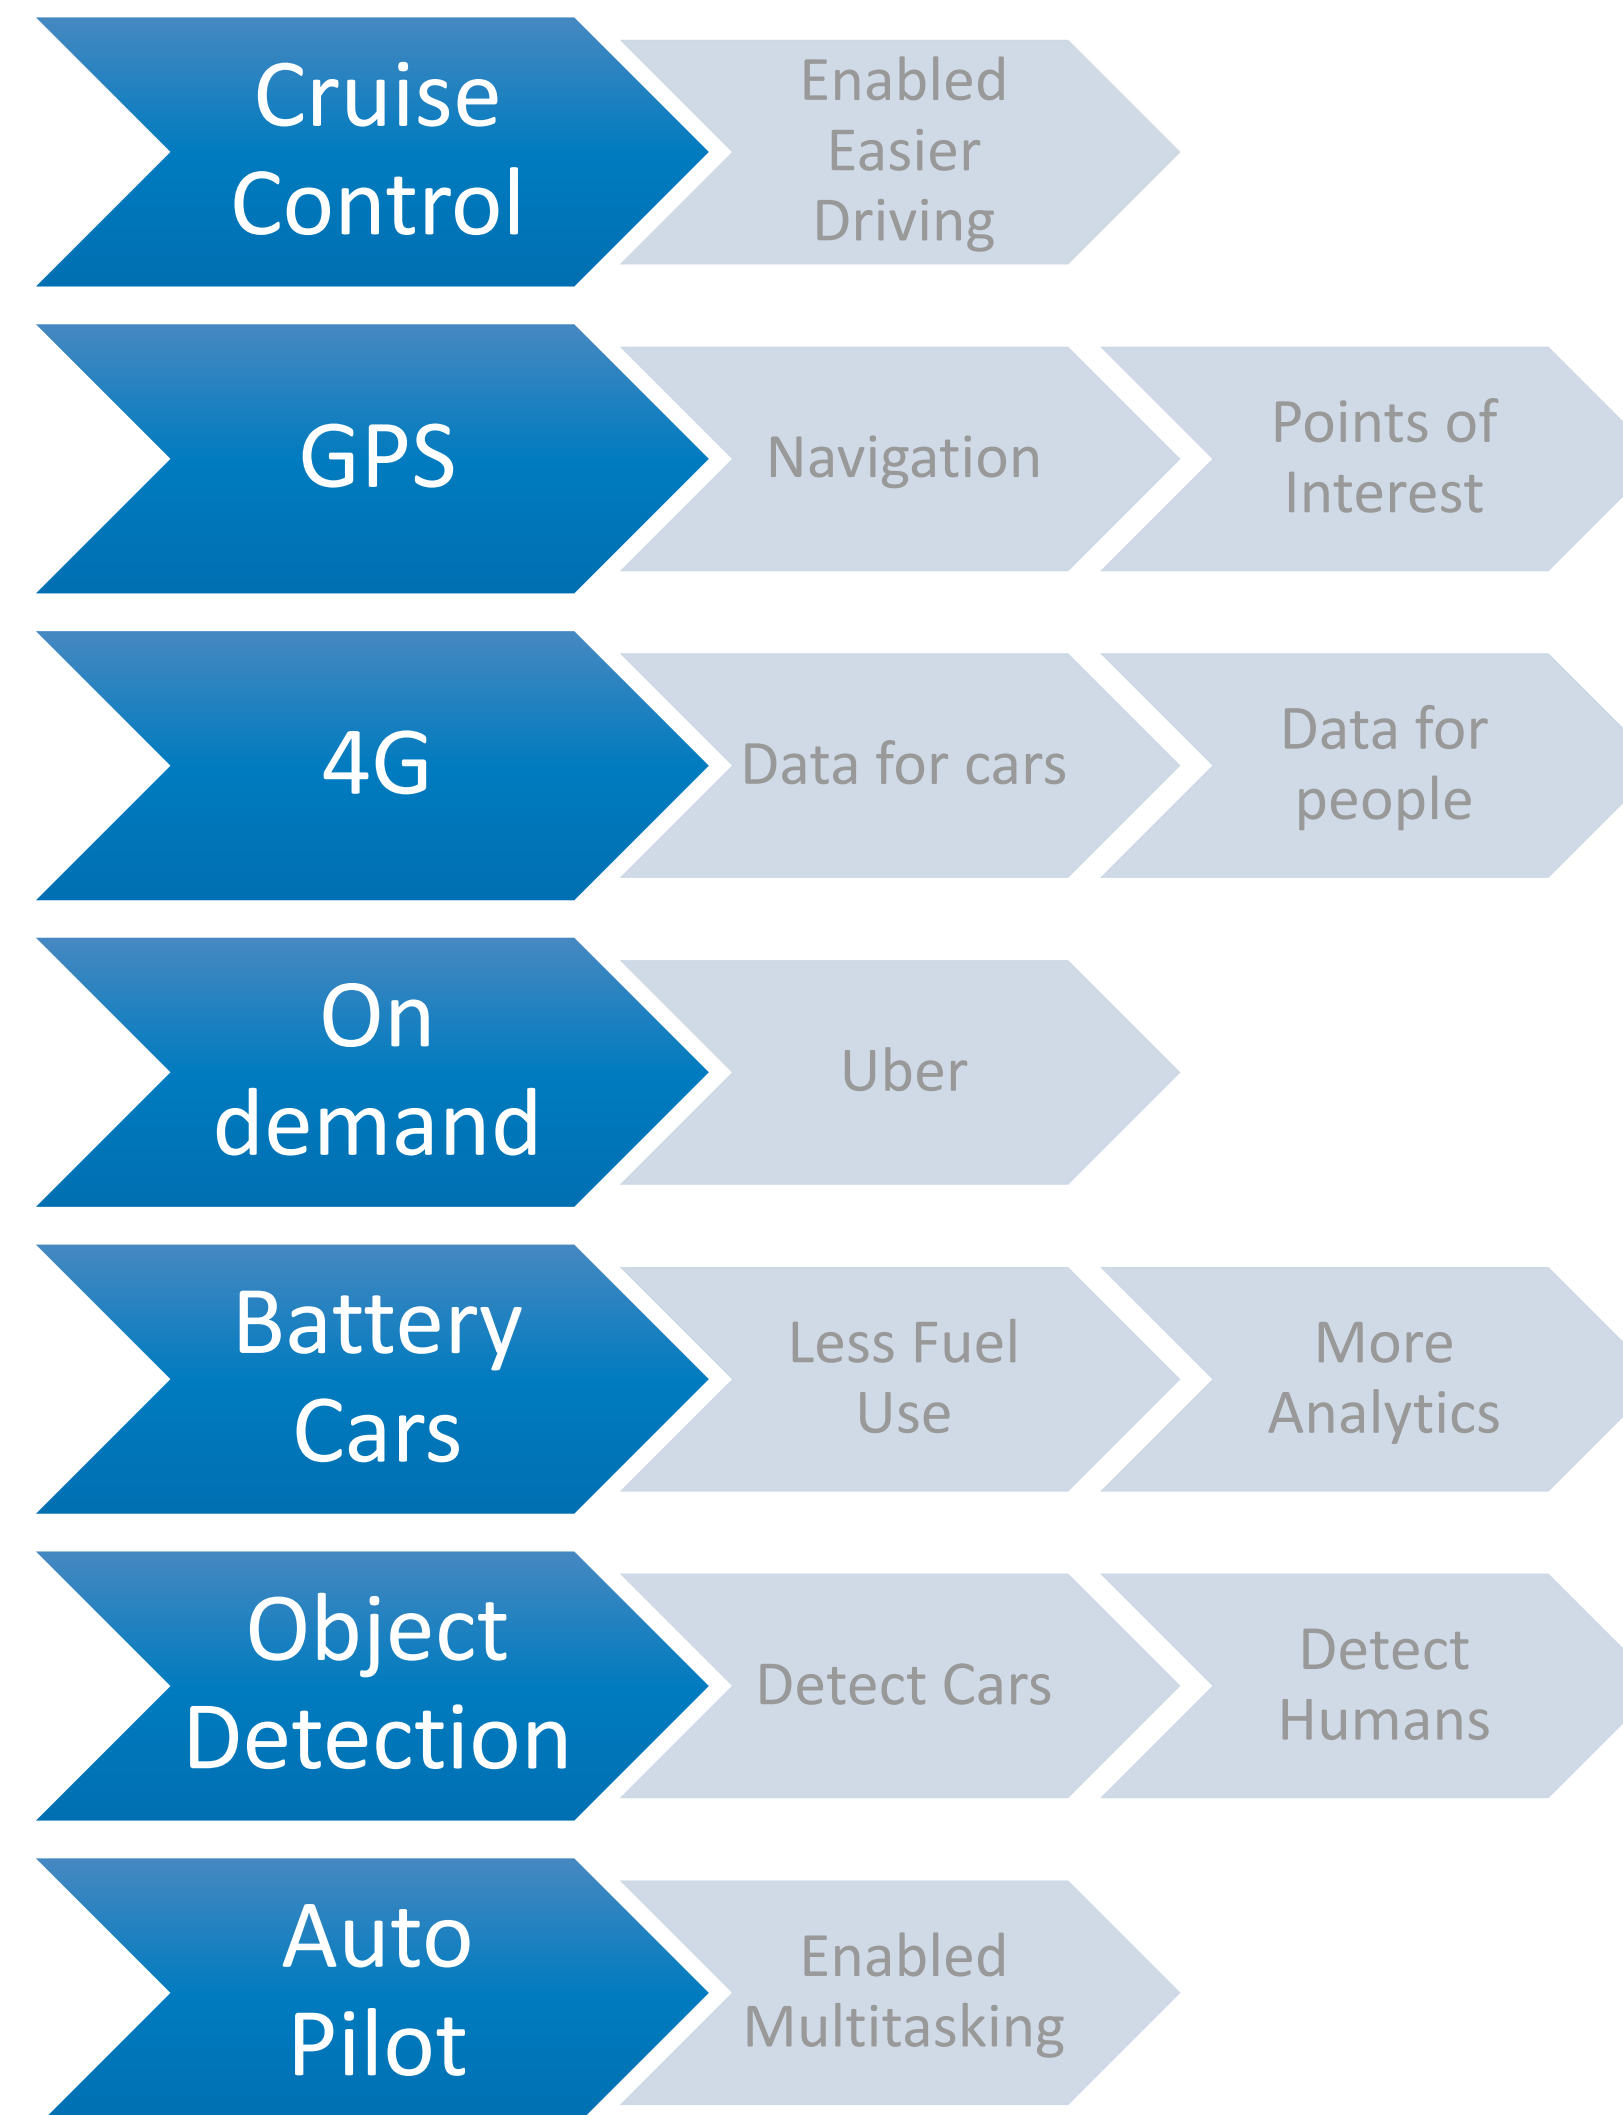 Cruise
Control
Enabled
Easier
Driving
GPS
Navigation
Points of
Interest
4G
Data for cars
Data for
people
On
demand
Uber
Battery
Cars
Less Fuel
Use
More
Analytics
Object
Detection
Detect Cars
Detect
Humans
Auto
Pilot
Enabled
Multitasking